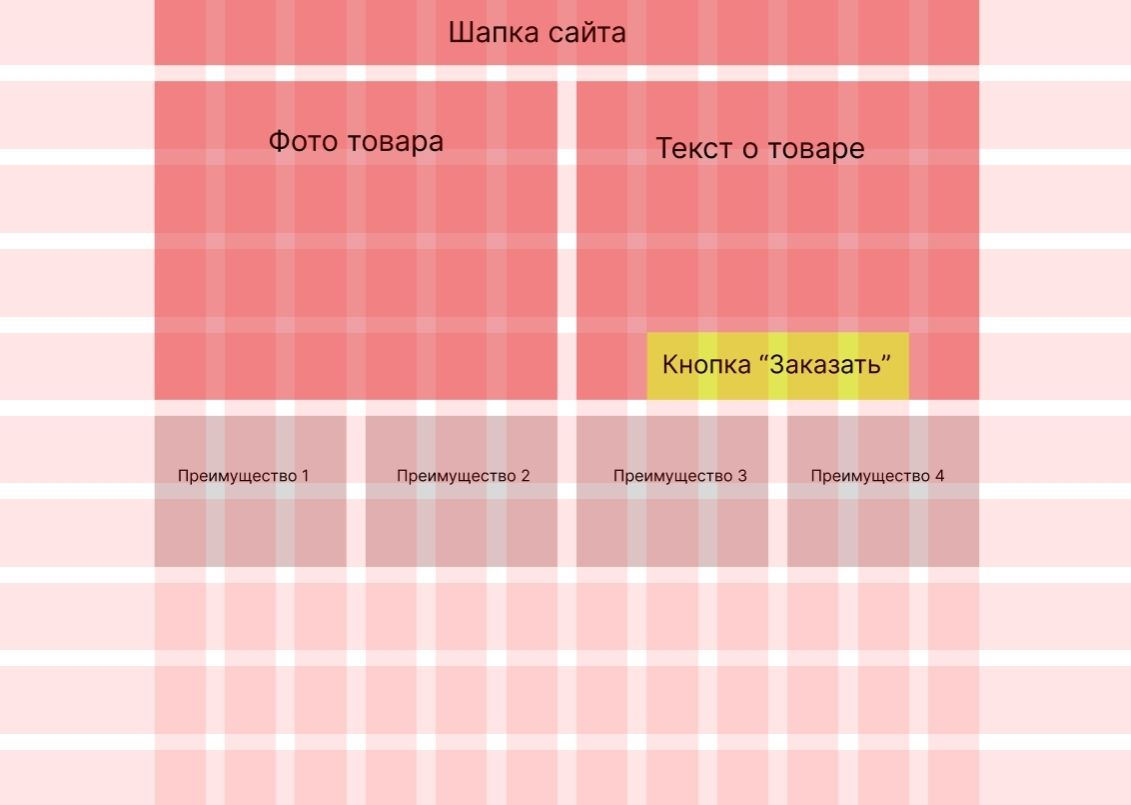 Шапка сайта
Фото товара
Текст о товаре
Кнопка “Заказать”
Преимущество 1
Преимущество 2
Преимущество 3
Преимущество 4